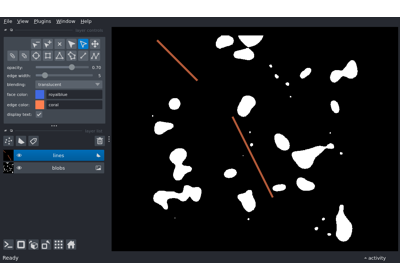 File View Plugins Window Help
opacity: 0.70
edge width: 5
blending: translucent
face color: royalblue
edge color: coral
display text: ✓
lines
blobs
Ready
activity